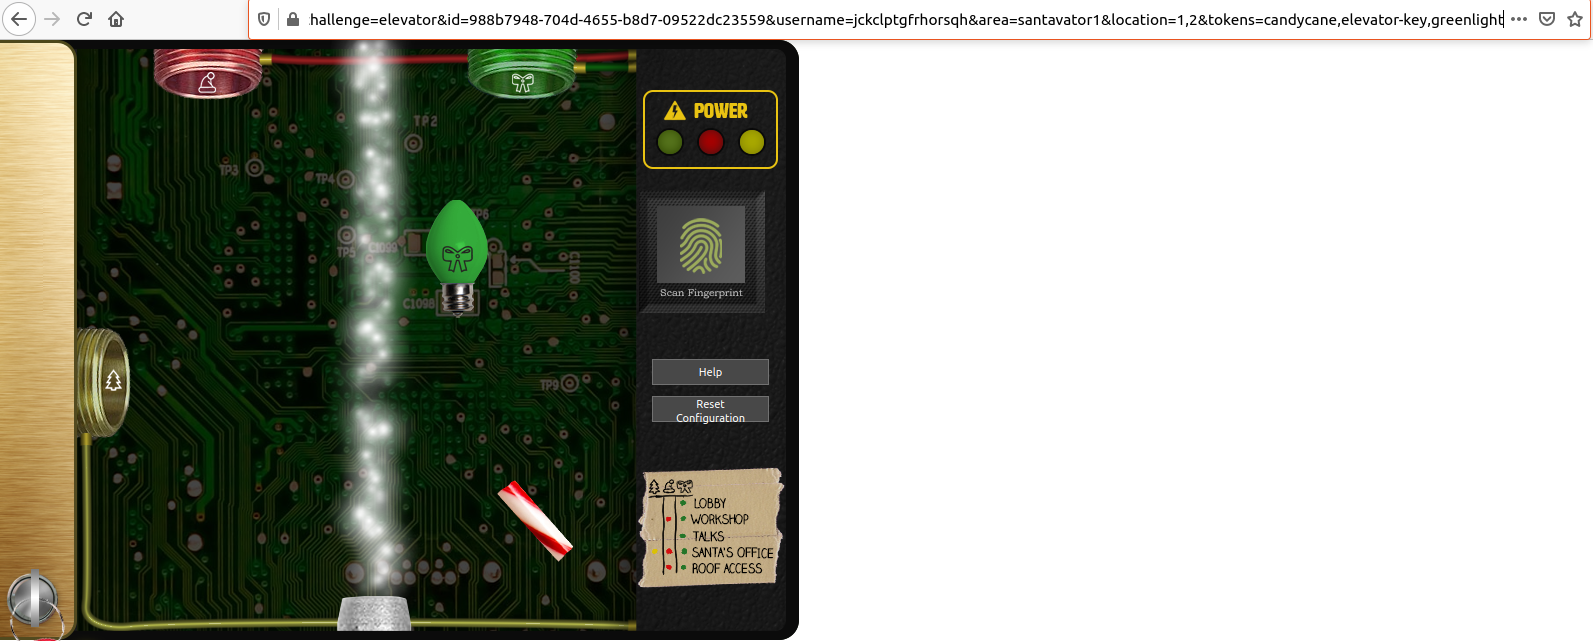 hallenge=elevator&id=988b7948-704d-4655-b8d7-09522dc23559&username=jckclptgfrhorsqh&area=santavator1&location=1,2&tokens=candycane,elevator-key,greenlight
POWER
TP2
TP3
TP4
TP6
TP5
C1099
C1100
C1098
TP9
Scan Fingerprint
Help
Reset
Configuration
LOBBY
WORKSHOP
TALKS
SANTA'S OFFICE
ROOF ACCESS